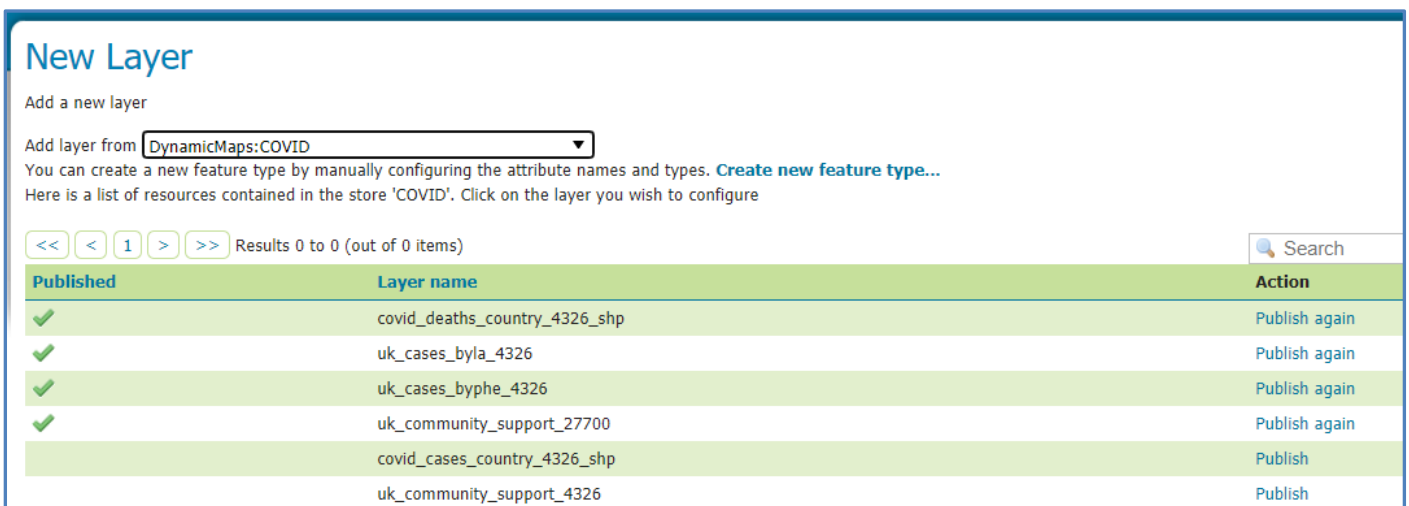 New Layer
Add a new layer
Add layer from DynamicMaps:COVID
You can create a new feature type by manually configuring the attribute names and types. Create new feature type...
Here is a list of resources contained in the store 'COVID'. Click on the layer you wish to configure
<< < 1 > >> Results 0 to 0 (out of 0 items) Search
Published Layer name Action
covid_deaths_country_4326_shp Publish again
uk_cases_byla_4326 Publish again
uk_cases_byphe_4326 Publish again
uk_community_support_27700 Publish again
covid_cases_country_4326_shp Publish
uk_community_support_4326 Publish